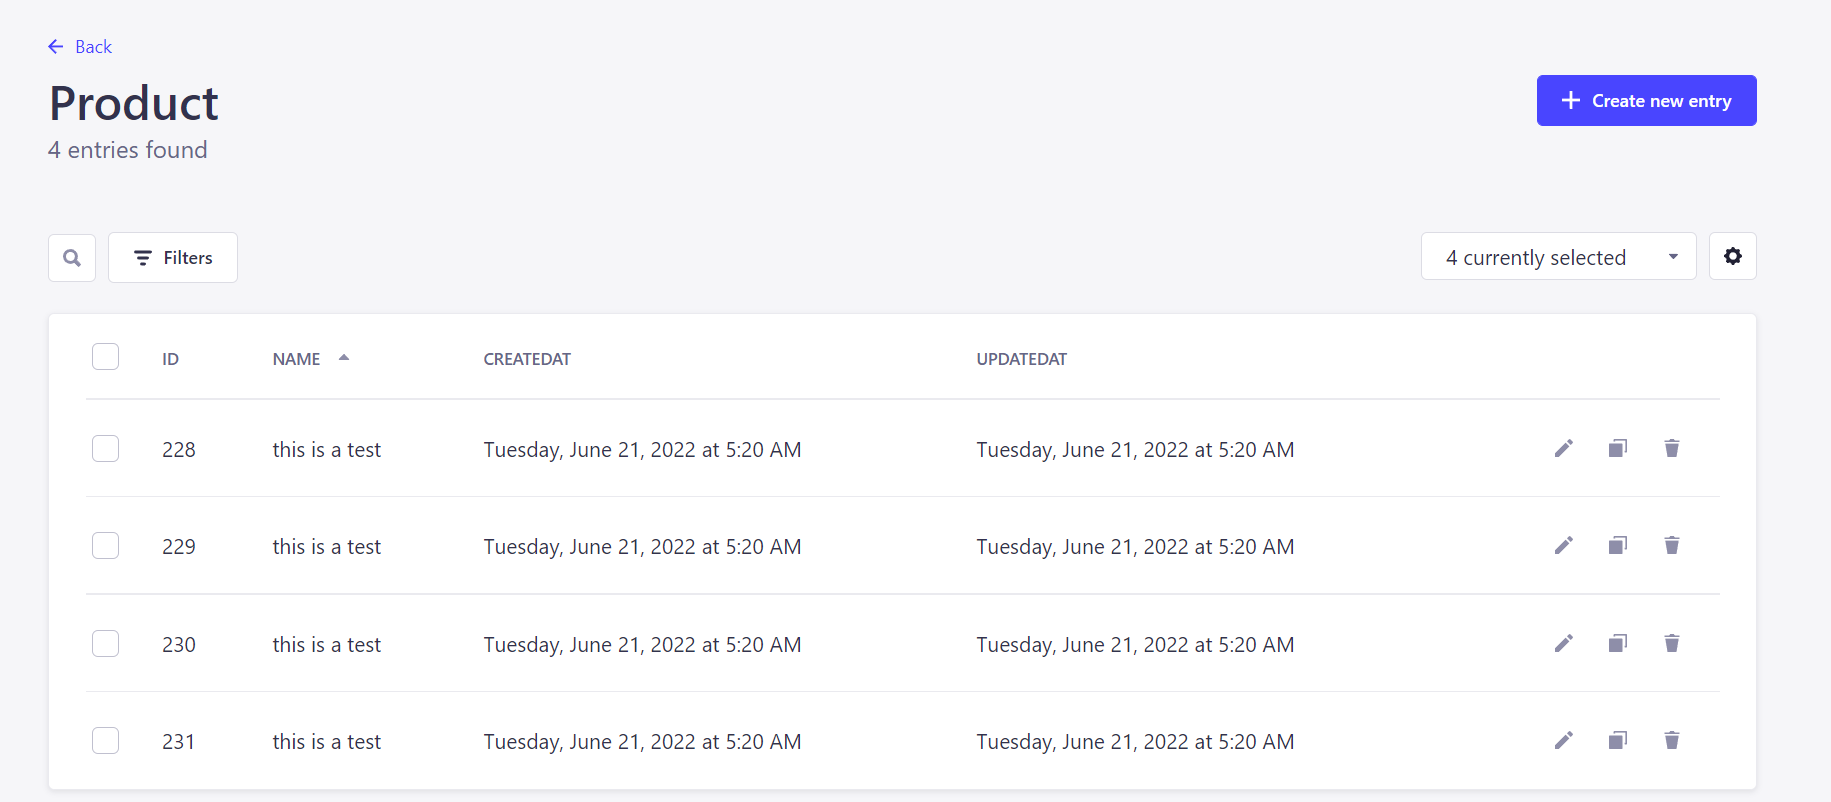 Back
Product
Create new entry
4 entries found
Filters
4 currently selected
ID NAME CREATEDAT UPDATEDAT
228 this is a test Tuesday, June 21, 2022 at 5:20 AM Tuesday, June 21, 2022 at 5:20 AM
229 this is a test Tuesday, June 21, 2022 at 5:20 AM Tuesday, June 21, 2022 at 5:20 AM
230 this is a test Tuesday, June 21, 2022 at 5:20 AM Tuesday, June 21, 2022 at 5:20 AM
231 this is a test Tuesday, June 21, 2022 at 5:20 AM Tuesday, June 21, 2022 at 5:20 AM